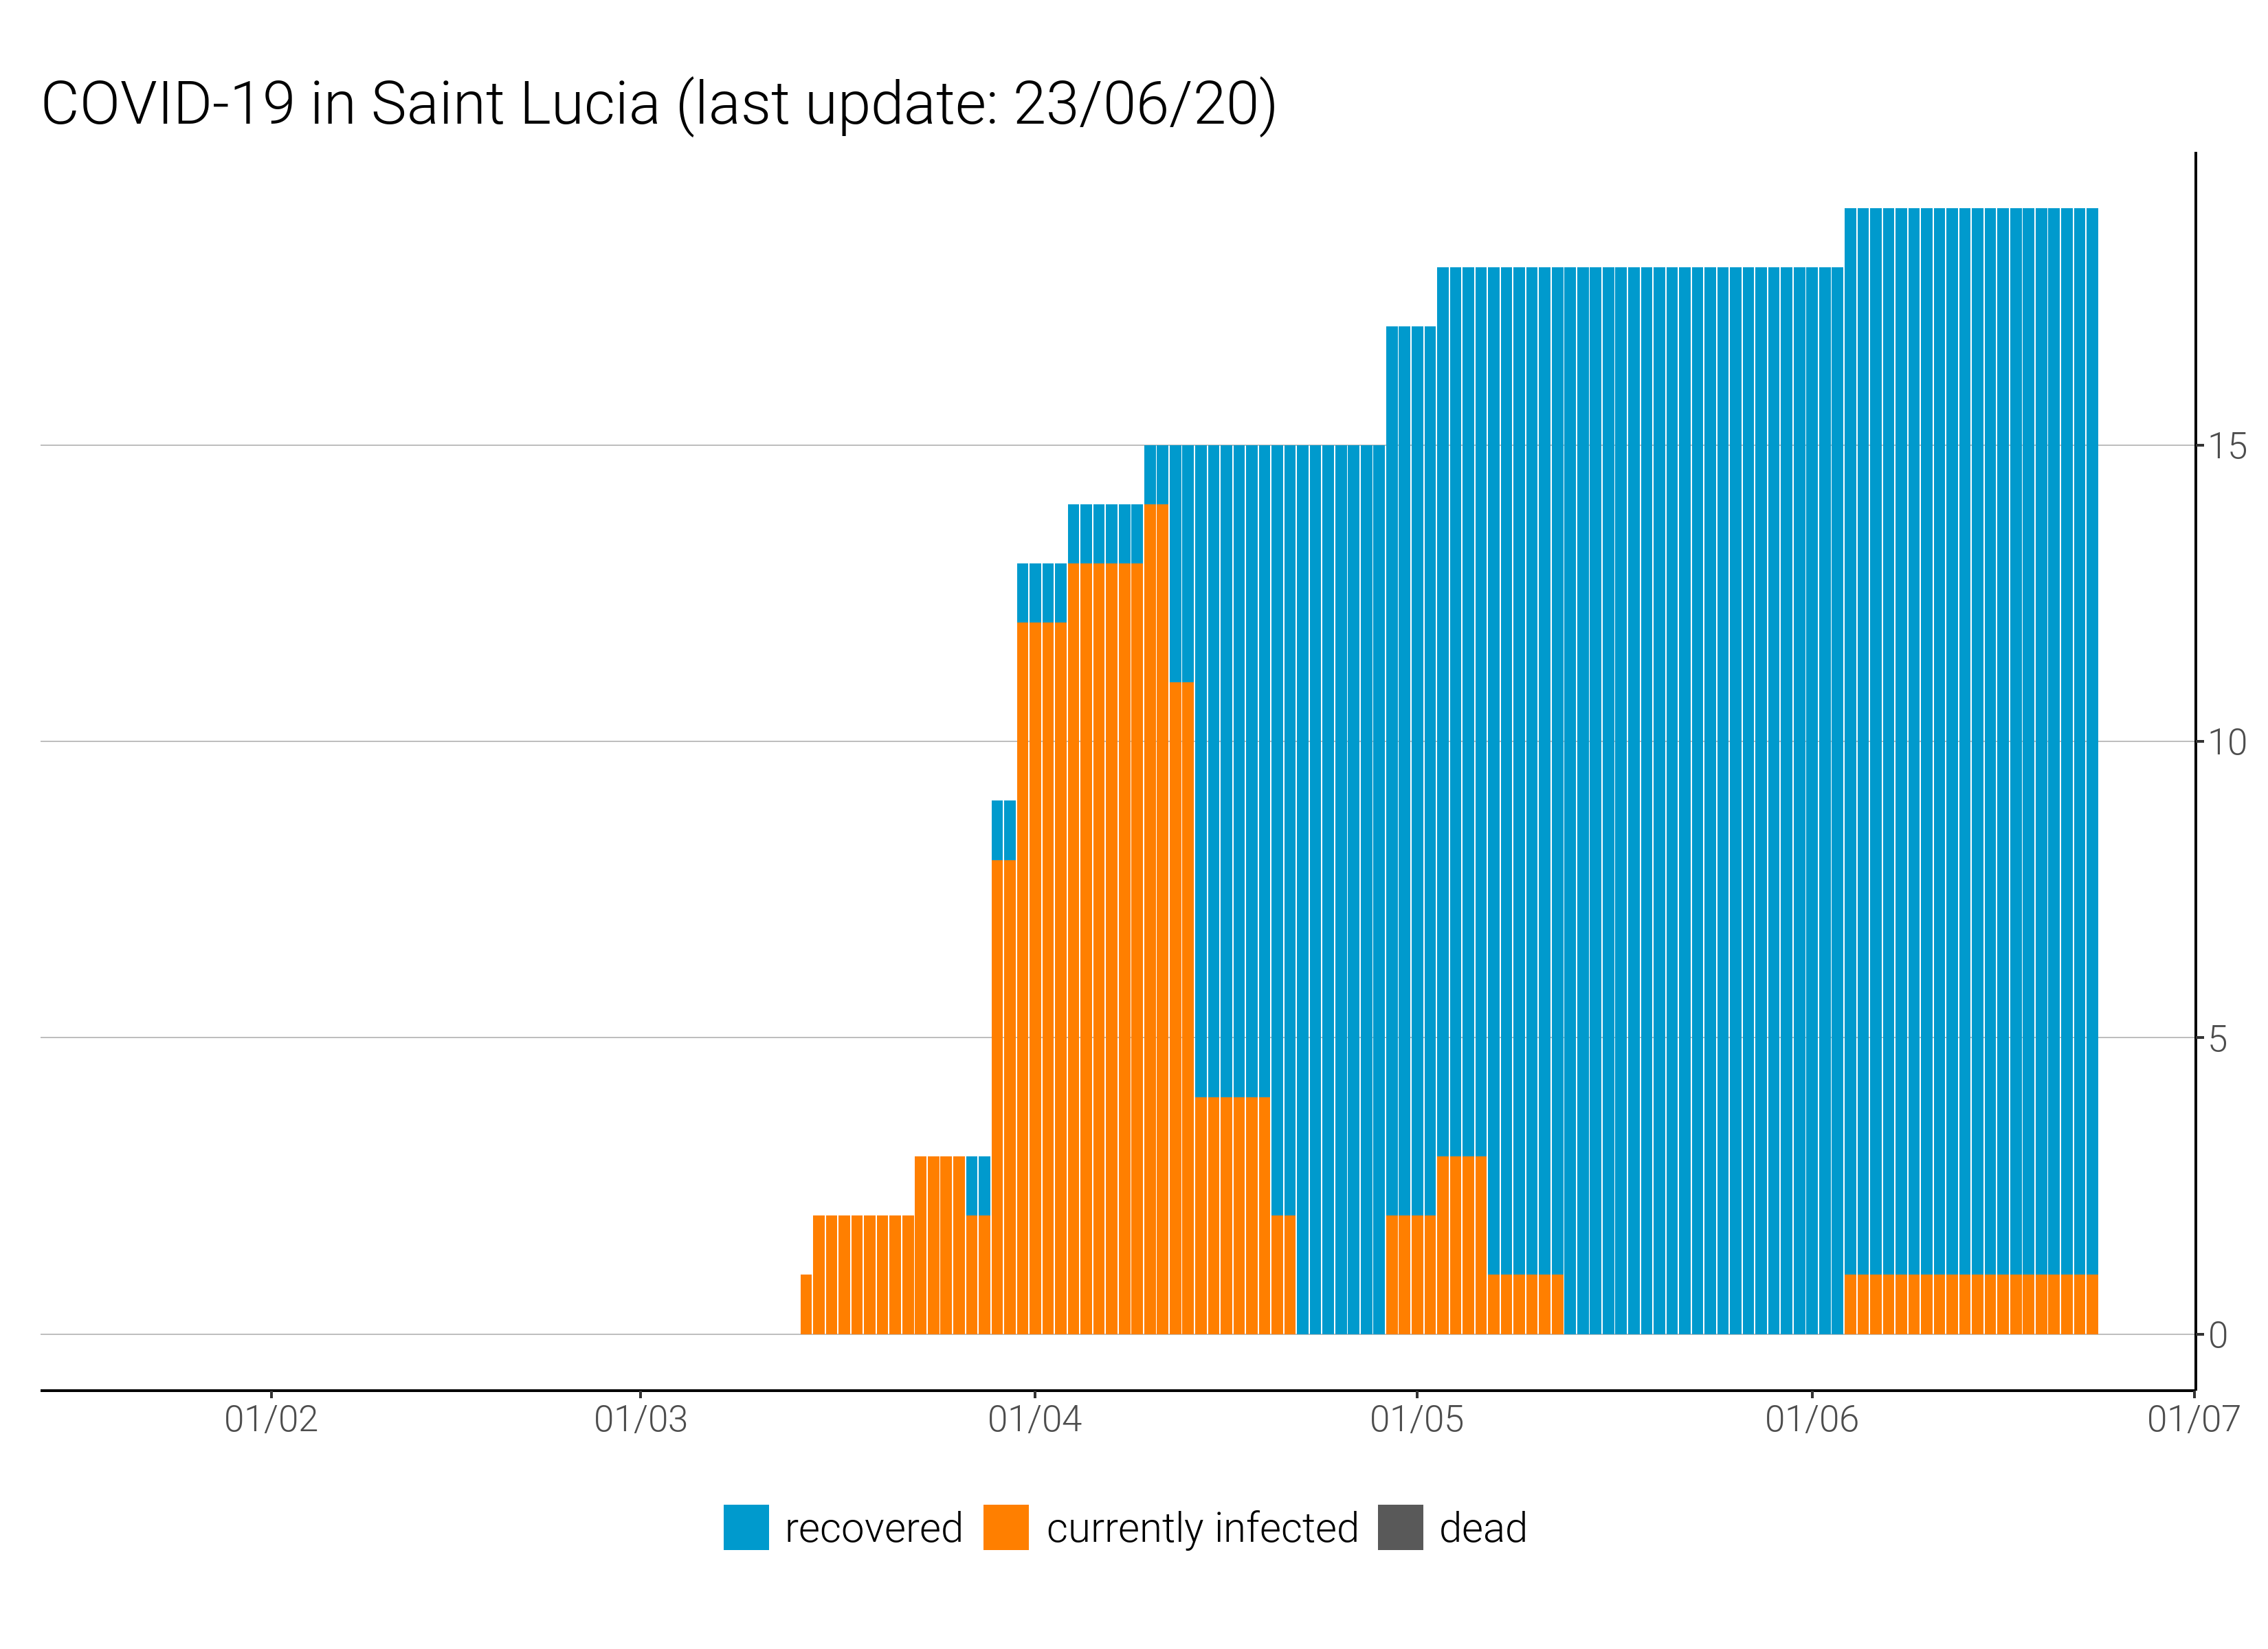 COVID-19 in Saint Lucia (last update: 23/06/20)
15
10
5
0
01/02 01/03 01/04 01/05 01/06 01/07
recovered currently infected dead